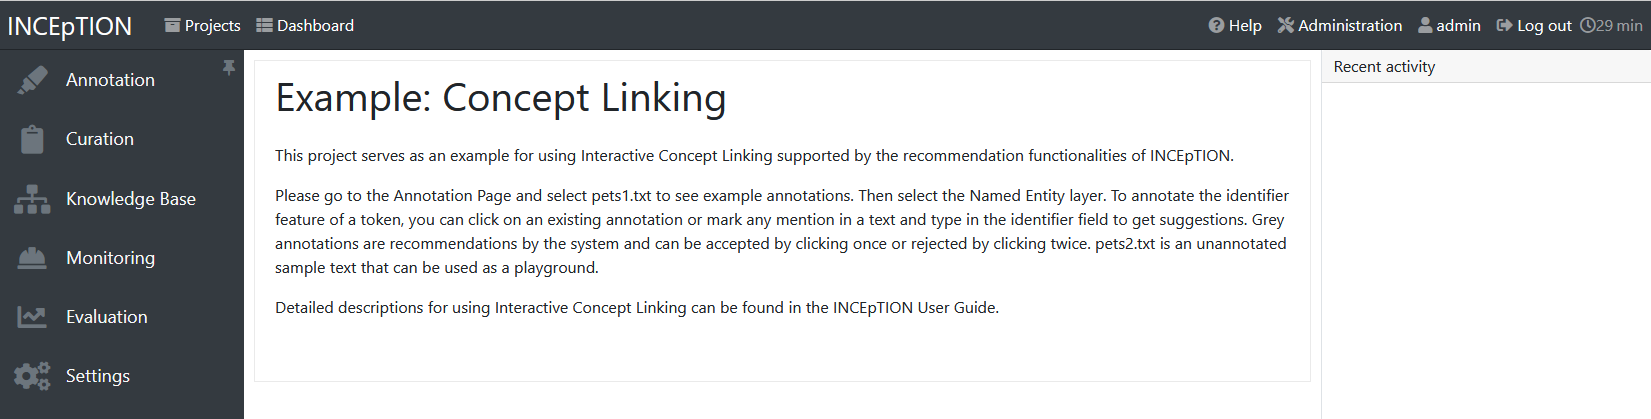 INCEpTION Projects Dashboard Help Administration admin Log out 29 min
Annotation
Curation
Knowledge Base
Monitoring
Evaluation
Settings
Example: Concept Linking
This project serves as an example for using Interactive Concept Linking supported by the recommendation functionalities of INCEpTION.
Please go to the Annotation Page and select pets1.txt to see example annotations. Then select the Named Entity layer. To annotate the identifier
feature of a token, you can click on an existing annotation or mark any mention in a text and type in the identifier field to get suggestions. Grey
annotations are recommendations by the system and can be accepted by clicking once or rejected by clicking twice. pets2.txt is an unannotated
sample text that can be used as a playground.
Detailed descriptions for using Interactive Concept Linking can be found in the INCEpTION User Guide.
Recent activity